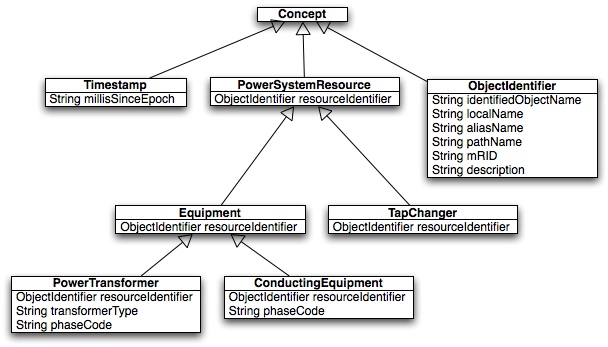 Concept
Timestamp
String millisSinceEpoch
PowerSystemResource
ObjectIdentifier resourceIdentifier
ObjectIdentifier
String identifiedObjectName
String localName
String aliasName
String pathName
String mRID
String description
Equipment
ObjectIdentifier resourceIdentifier
TapChanger
ObjectIdentifier resourceIdentifier
PowerTransformer
ObjectIdentifier resourceIdentifier
String transformerType
String phaseCode
ConductingEquipment
ObjectIdentifier resourceIdentifier
String phaseCode